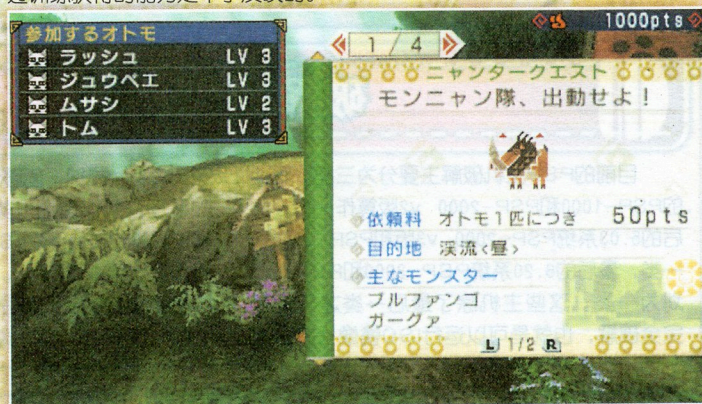 参加するオトモ
ラッシュ LV 3
ジュウベエ LV 3
ムサシ LV 2
トム LV 3
1000pts
1 / 4
ニャンタークエスト
モンニャン隊、出動せよ！
依頼料 オトモ1匹につき 50pts
目的地 渓流<昼>
主なモンスター
ブルファンゴ
ガーグァ
L 1/2 R